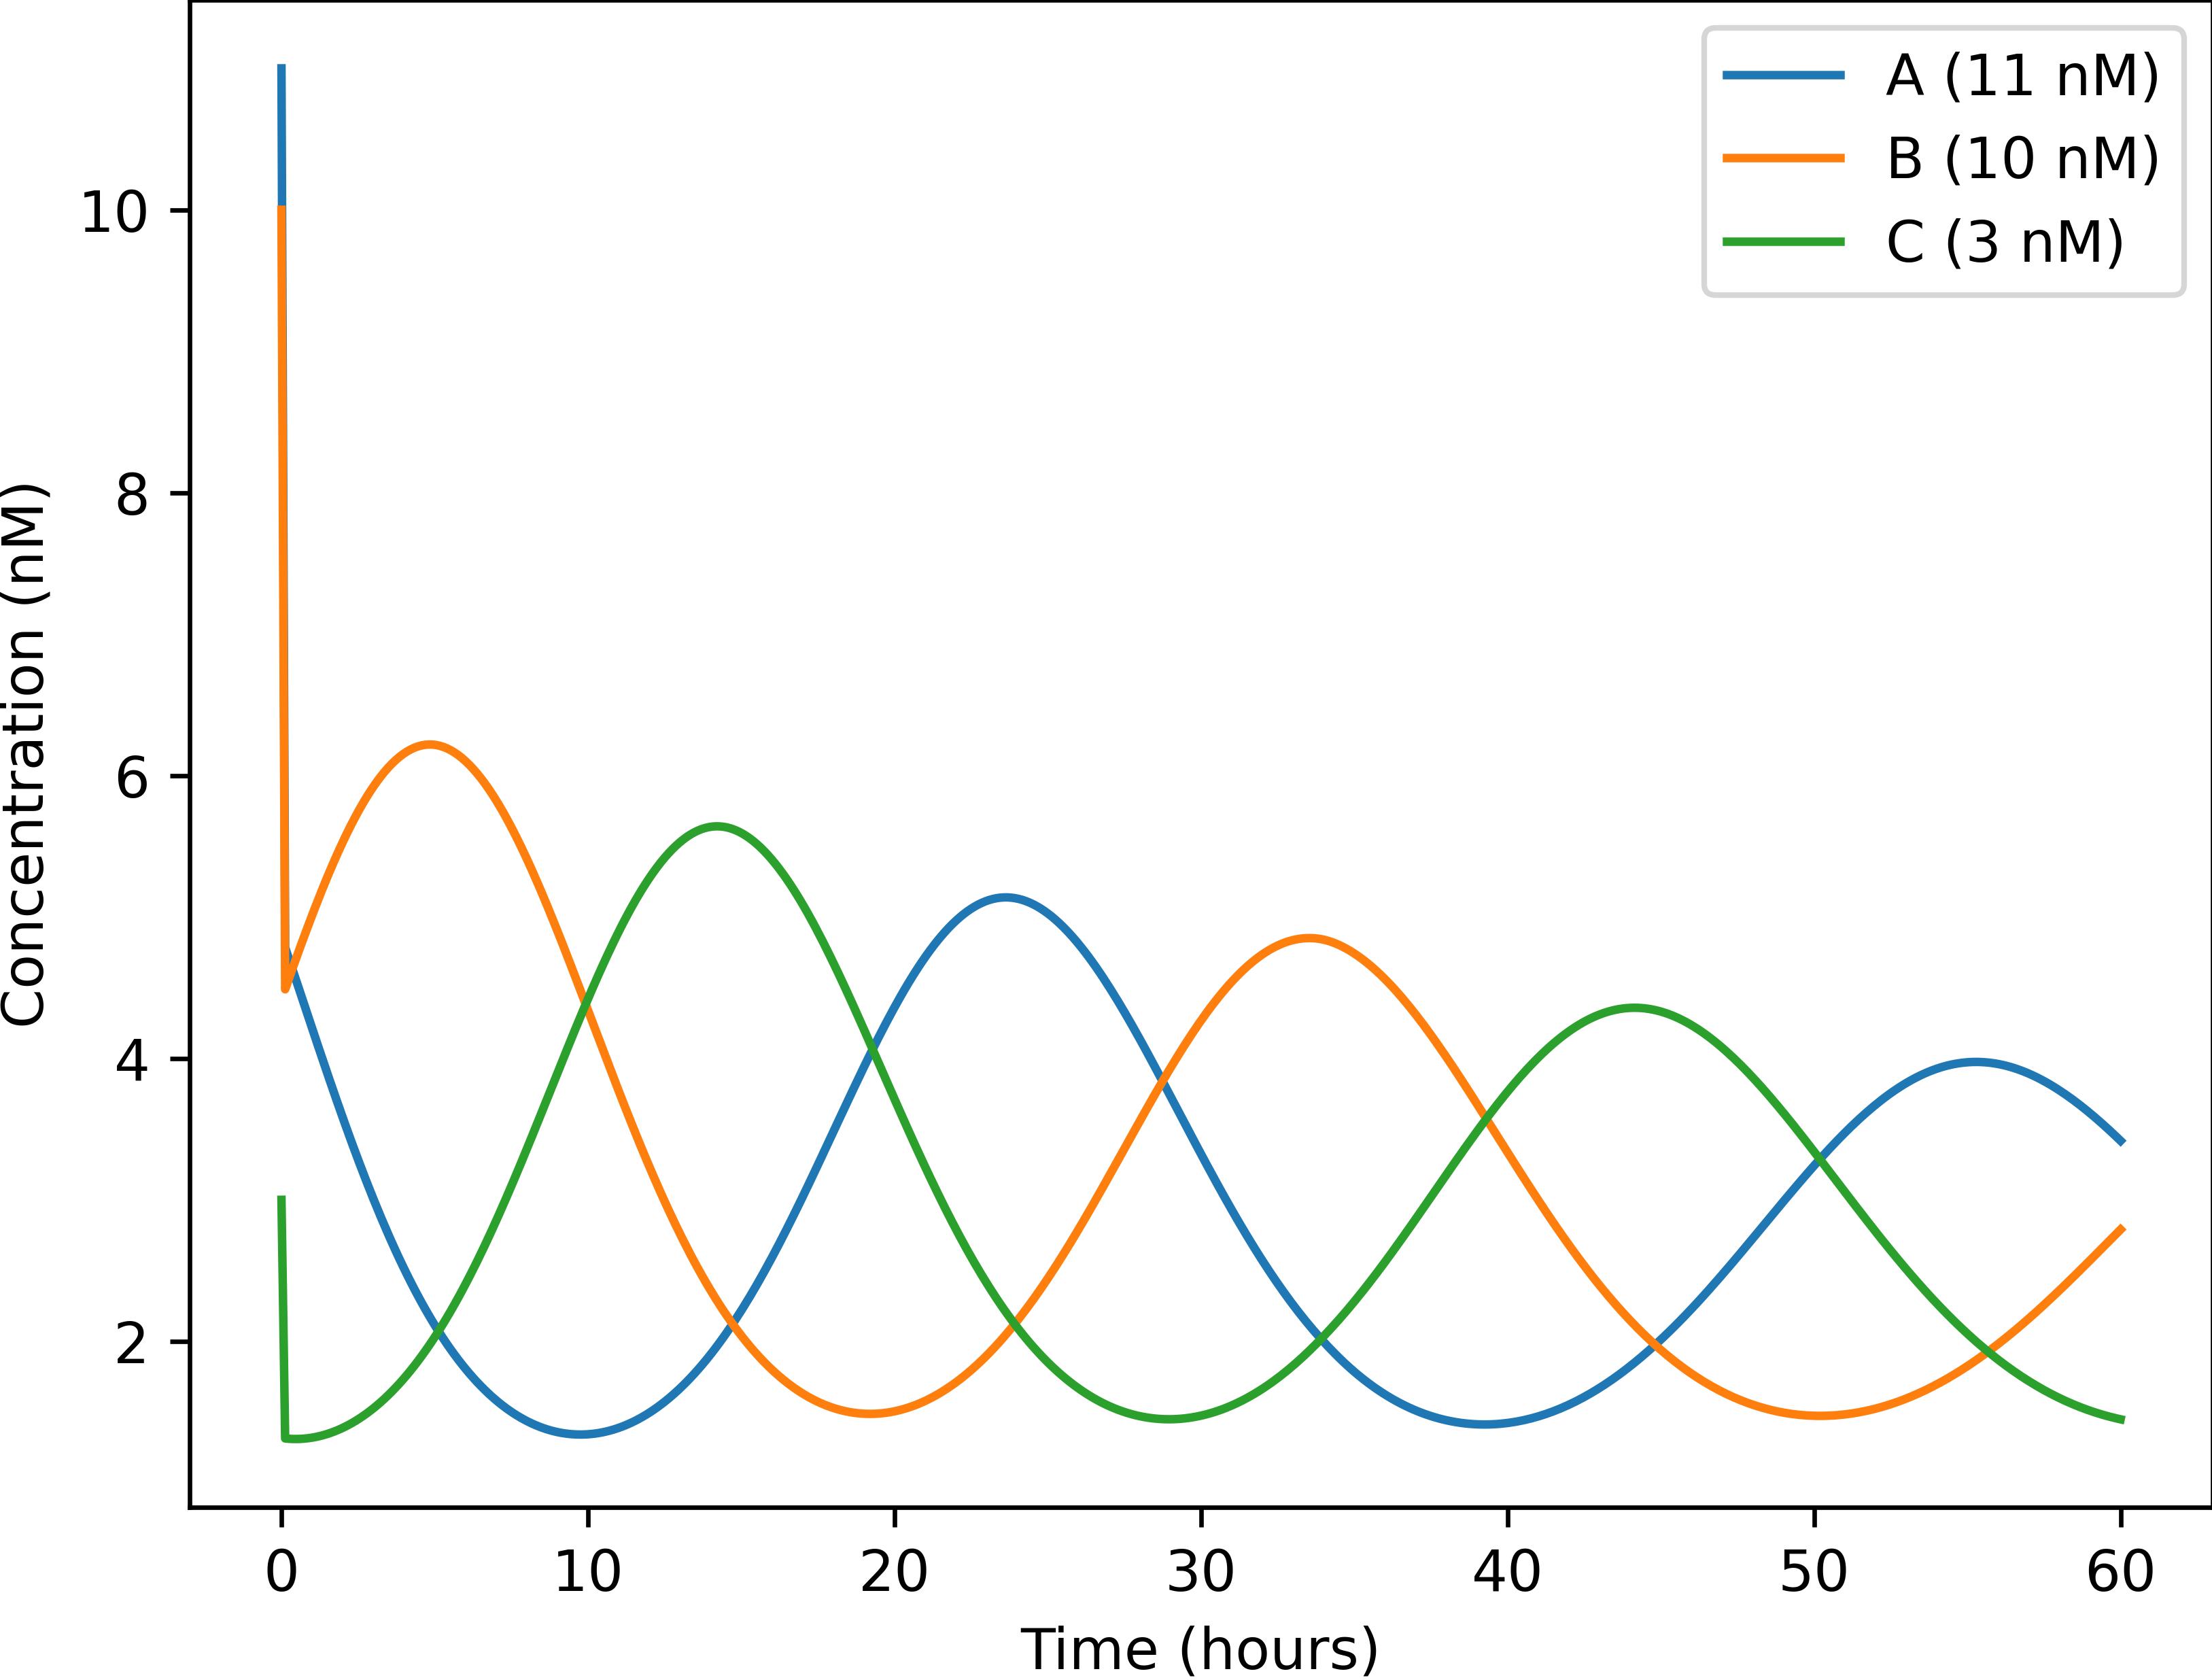 A (11 nM)
B (10 nM)
C (3 nM)
Concentration (nM)
10
8
6
4
2
0 10 20 30 40 50 60
Time (hours)